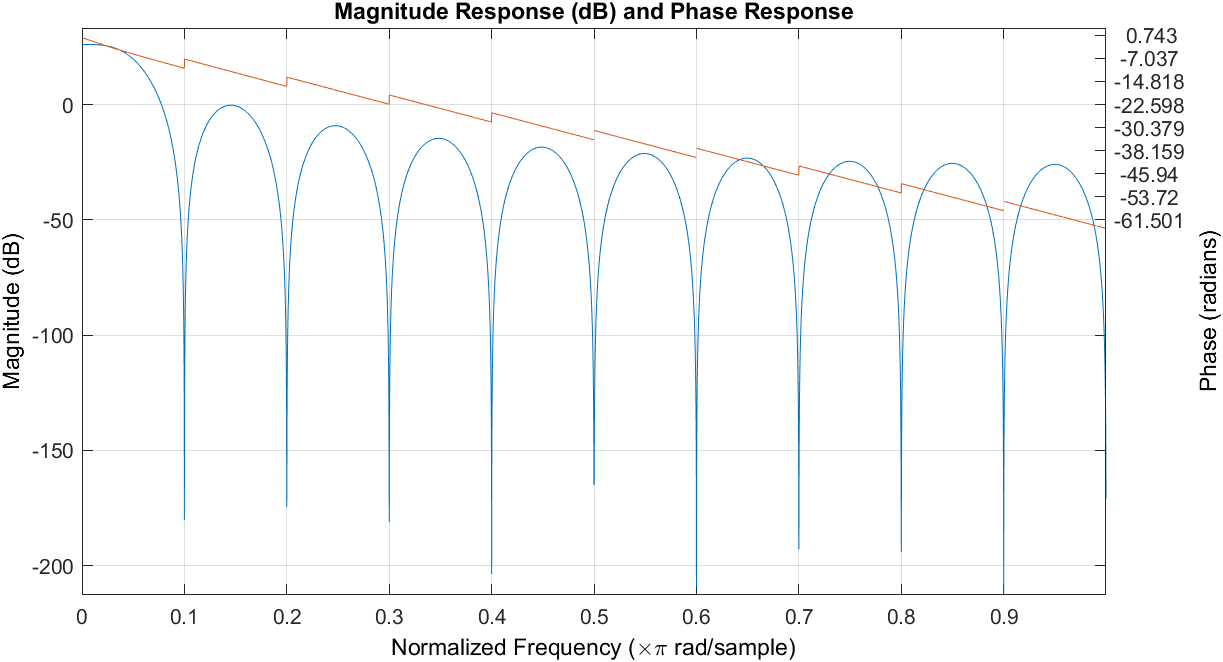 Magnitude Response (dB) and Phase Response
0
-50
-100
-150
-200
Magnitude (dB)
0.743
-7.037
-14.818
-22.598
-30.379
-38.159
-45.94
-53.72
-61.501
Phase (radians)
0 0.1 0.2 0.3 0.4 0.5 0.6 0.7 0.8 0.9
Normalized Frequency (×π rad/sample)